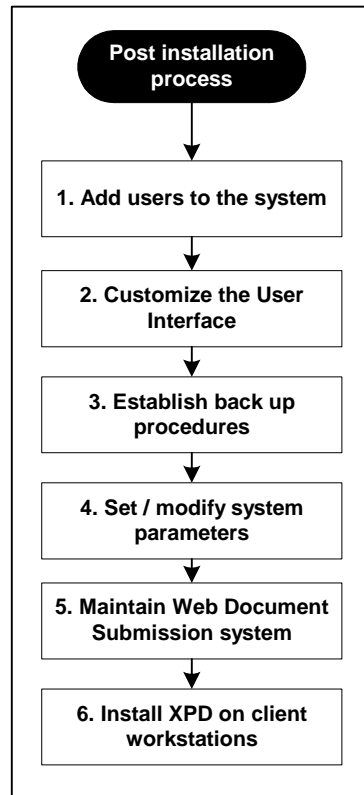 Post installation
process
1. Add users to the system
2. Customize the User
Interface
3. Establish back up
procedures
4. Set / modify system
parameters
5. Maintain Web Document
Submission system
6. Install XPD on client
workstations